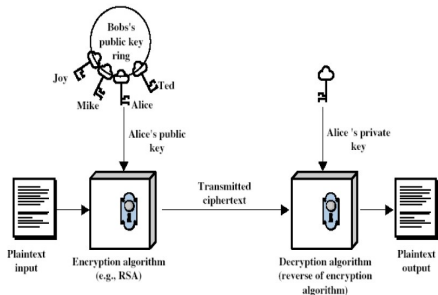 Bobs's
public key
ring
Joy
Ted
Mike
Alice
Alice's public
key
Alice 's private
key
Transmitted
ciphertext
Plaintext
input
Encryption algorithm
(e.g., RSA)
Decryption algorithm
(reverse of encryption
algorithm)
Plaintext
output